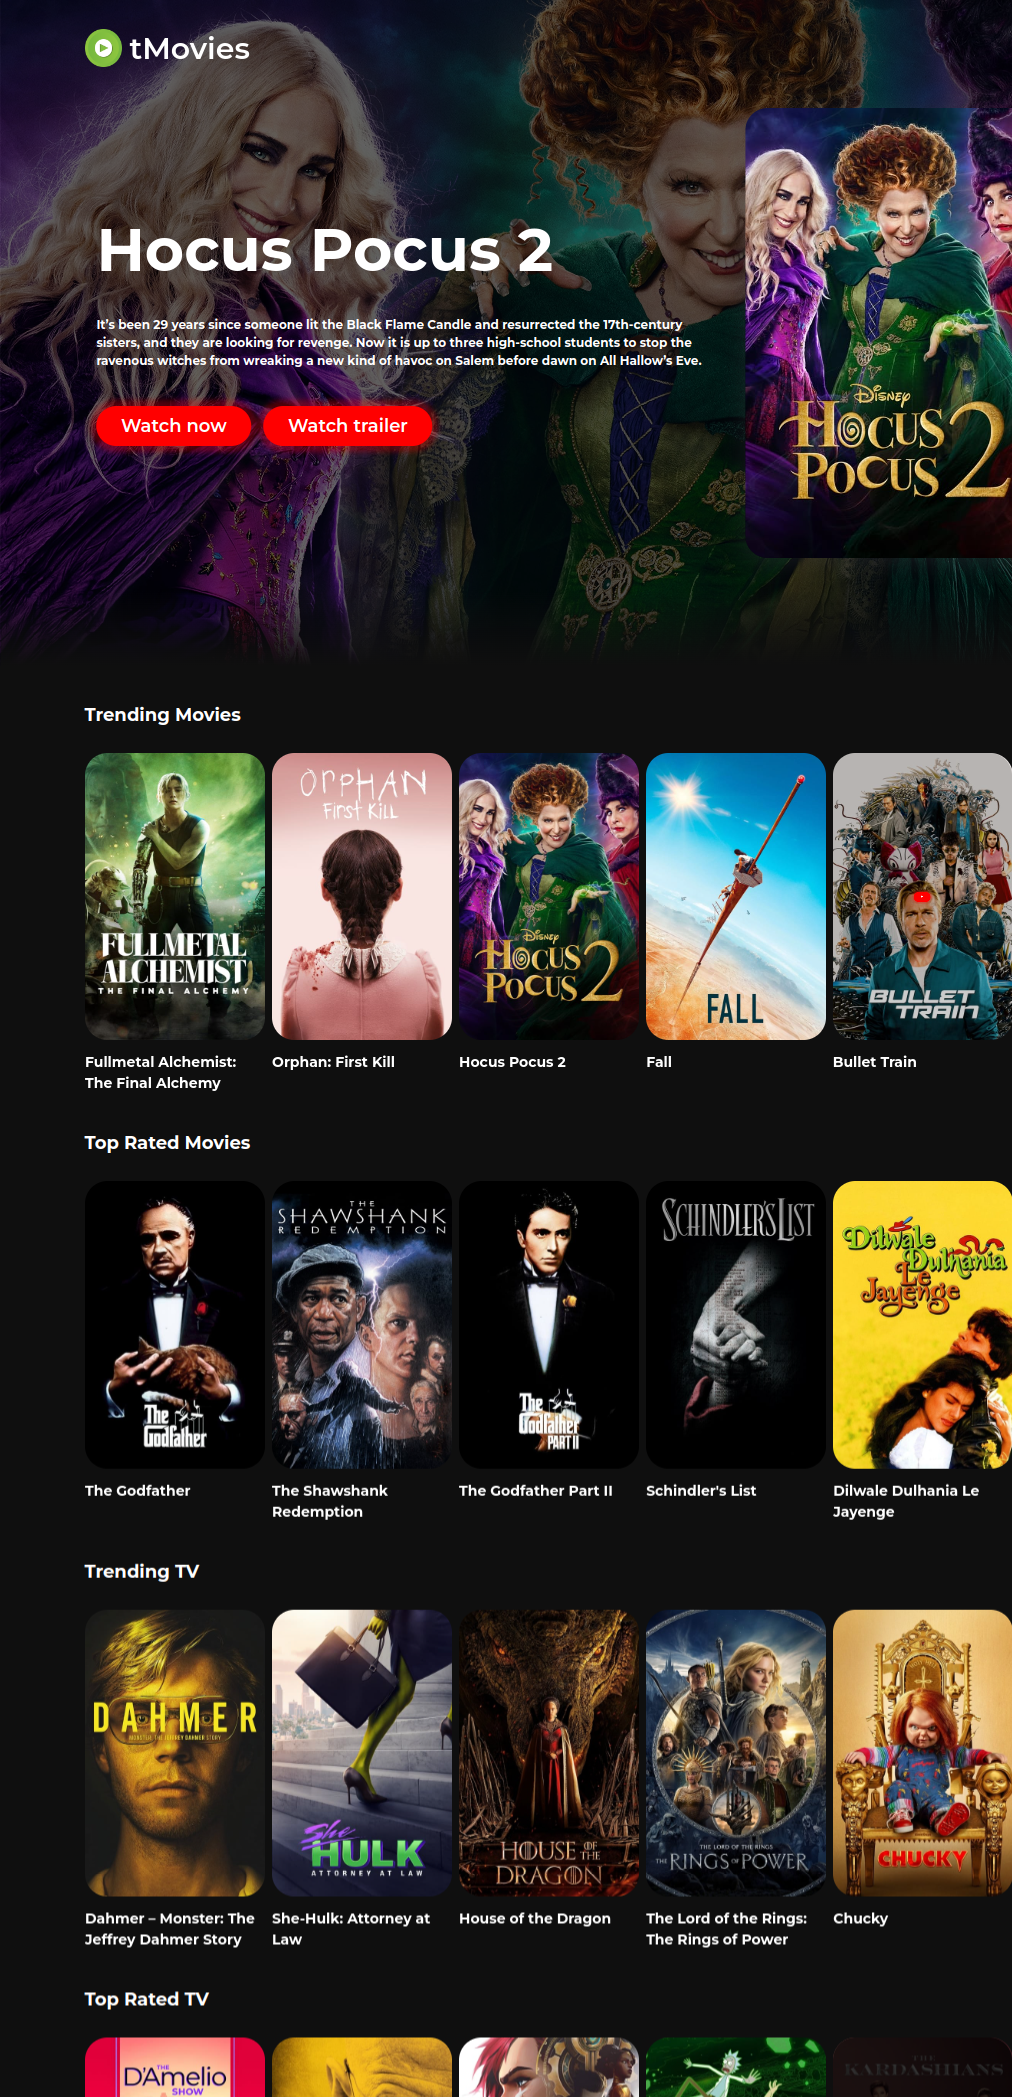 tMovies
Hocus Pocus 2
It's been 29 years since someone lit the Black Flame Candle and resurrected the 17th-century
sisters, and they are looking for revenge. Now it is up to three high-school students to stop the
ravenous witches from wreaking a new kind of havoc on Salem before dawn on All Hallow's Eve.
Watch now
Watch trailer
Disney
Hocus
Pocus 2
Trending Movies
FULLMETAL
ALCHEMIST
THE FINAL ALCHEMY
ORPHAN
First Kill
Disney
Hocus
Pocus 2
FALL
BULLET
TRAIN
Fullmetal Alchemist:
The Final Alchemy
Orphan: First Kill
Hocus Pocus 2
Fall
Bullet Train
Top Rated Movies
The
Godfather
THE
SHAWSHANK
REDEMPTION
The
Godfather
PART II
SCHINDLER'S LIST
Dilwale
Dulhania
Le
Jayenge
The Godfather
The Shawshank
Redemption
The Godfather Part II
Schindler's List
Dilwale Dulhania Le
Jayenge
Trending TV
DAHMER
MONSTER: THE JEFFREY DAHMER STORY
She
HULK
ATTORNEY AT LAW
HOUSE OF THE
DRAGON
THE LORD OF THE RINGS
THE RINGS OF POWER
CHUCKY
Dahmer – Monster: The
Jeffrey Dahmer Story
She-Hulk: Attorney at
Law
House of the Dragon
The Lord of the Rings:
The Rings of Power
Chucky
Top Rated TV
THE
D'Amelio
SHOW
THE
KARDASHIANS